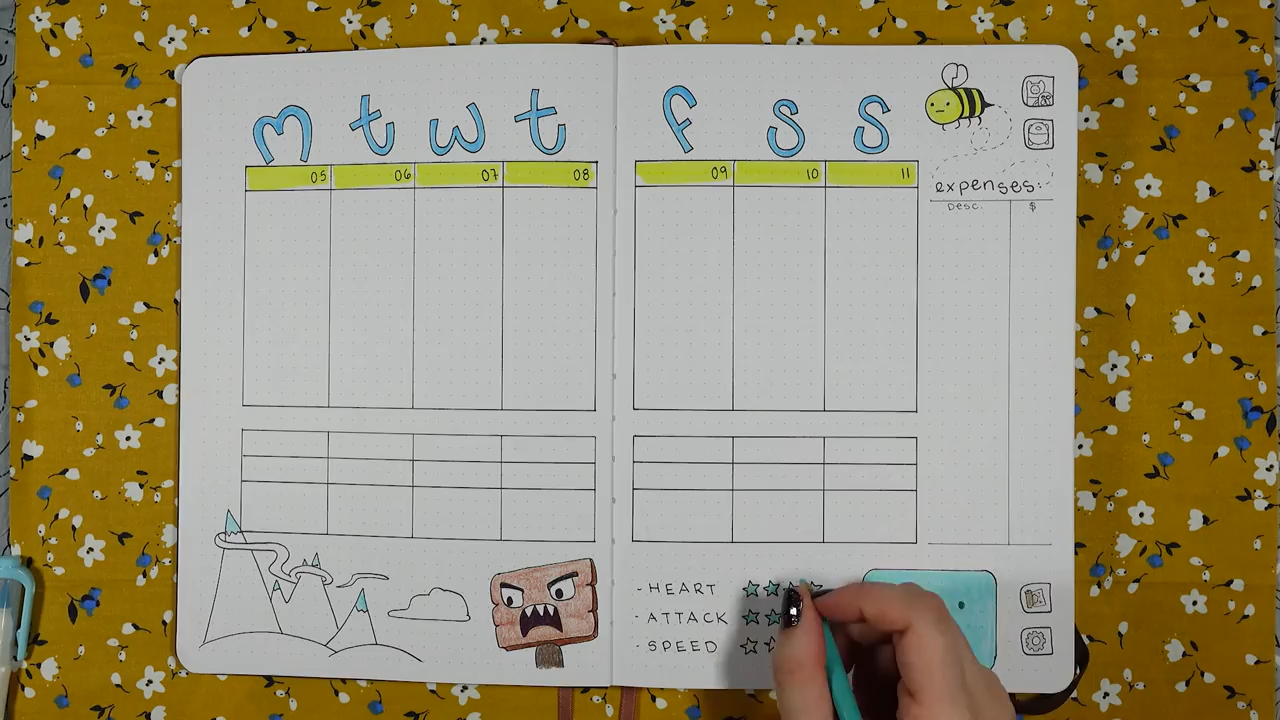 m t w t f s s
05 06 07 08 09 10 11
expenses:
Desc. $
- HEART
- ATTACK
- SPEED